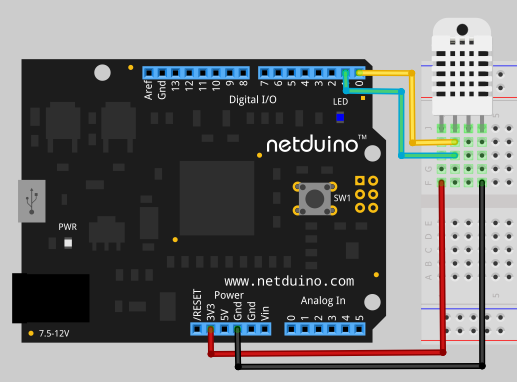 Aref Gnd 13 12 11 10 9 8 7 6 5 4 3 2 1 0
Digital I/O
LED
netduino™
SW1
PWR
www.netduino.com
/RESET 3V3 5V Gnd Gnd Vin
Power
Analog In
0 1 2 3 4 5
7.5-12V
J
F G
A B C D E
5
5